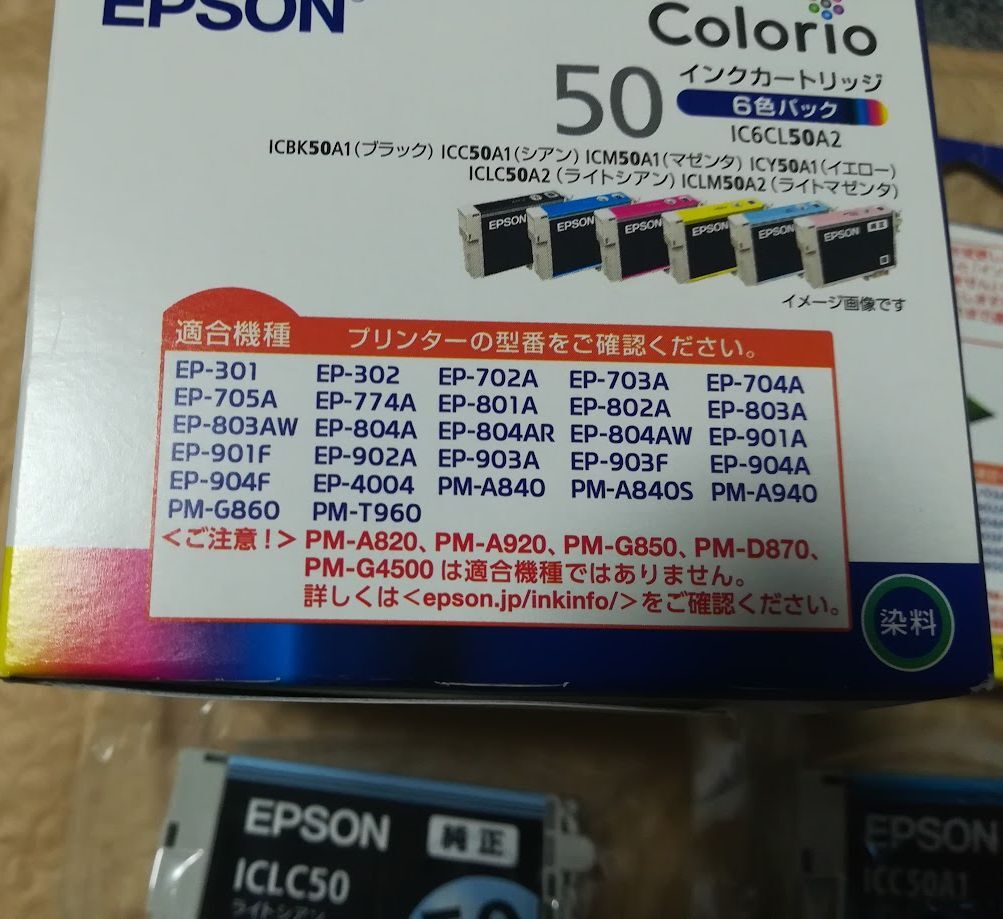 EPSON
Colorio
50
インクカートリッジ
6色パック
IC6CL50A2
ICBK50A1(ブラック) ICC50A1(シアン) ICM50A1(マゼンタ) ICY50A1(イエロー)
ICLC50A2 (ライトシアン) ICLM50A2 (ライトマゼンタ)
EPSON EPSON EPSON EPSON EPSON EPSON 純正
イメージ画像です
適合機種 プリンターの型番をご確認ください。
EP-301 EP-302 EP-702A EP-703A EP-704A
EP-705A EP-774A EP-801A EP-802A EP-803A
EP-803AW EP-804A EP-804AR EP-804AW EP-901A
EP-901F EP-902A EP-903A EP-903F EP-904A
EP-904F EP-4004 PM-A840 PM-A840S PM-A940
PM-G860 PM-T960
<ご注意!> PM-A820、PM-A920、PM-G850、PM-D870、
PM-G4500 は適合機種ではありません。
詳しくは<epson.jp/inkinfo/>をご確認ください。
染料
EPSON 純正
ICLC50
ライトシアン
EPSON
ICC50A1